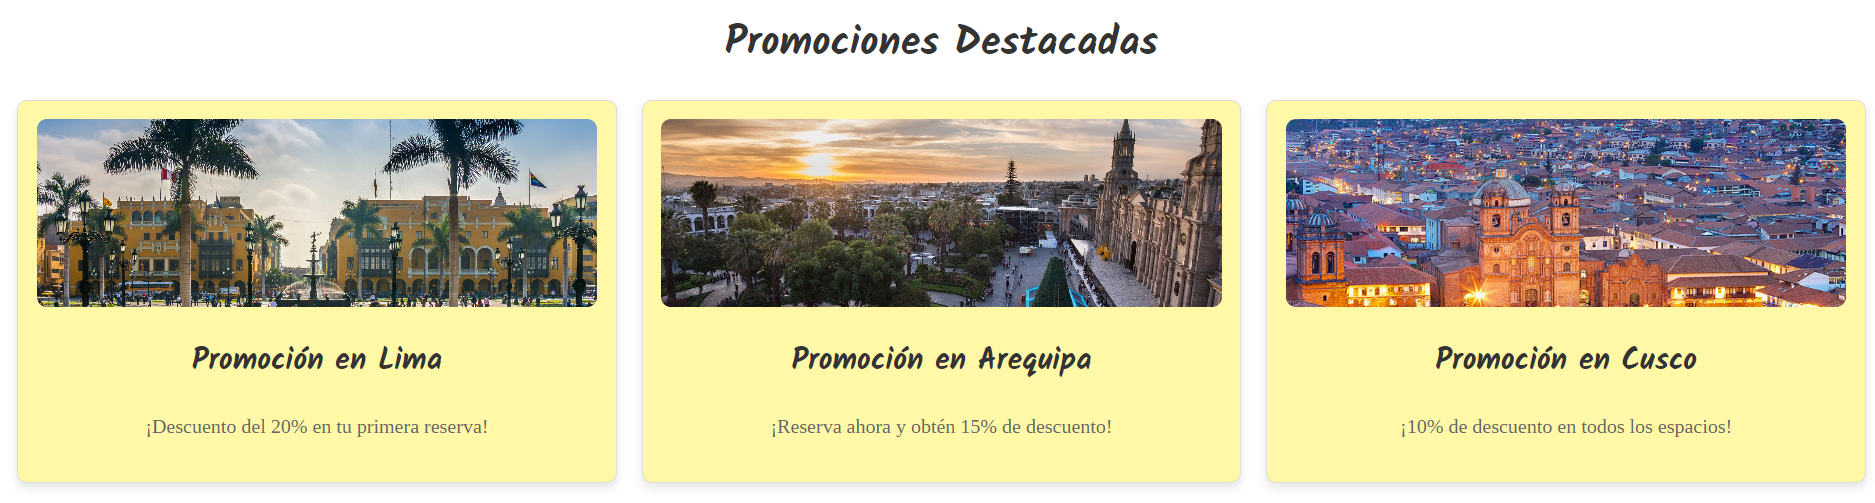 Promociones Destacadas
Promoción en Lima
¡Descuento del 20% en tu primera reserva!
Promoción en Arequipa
¡Reserva ahora y obtén 15% de descuento!
Promoción en Cusco
¡10% de descuento en todos los espacios!